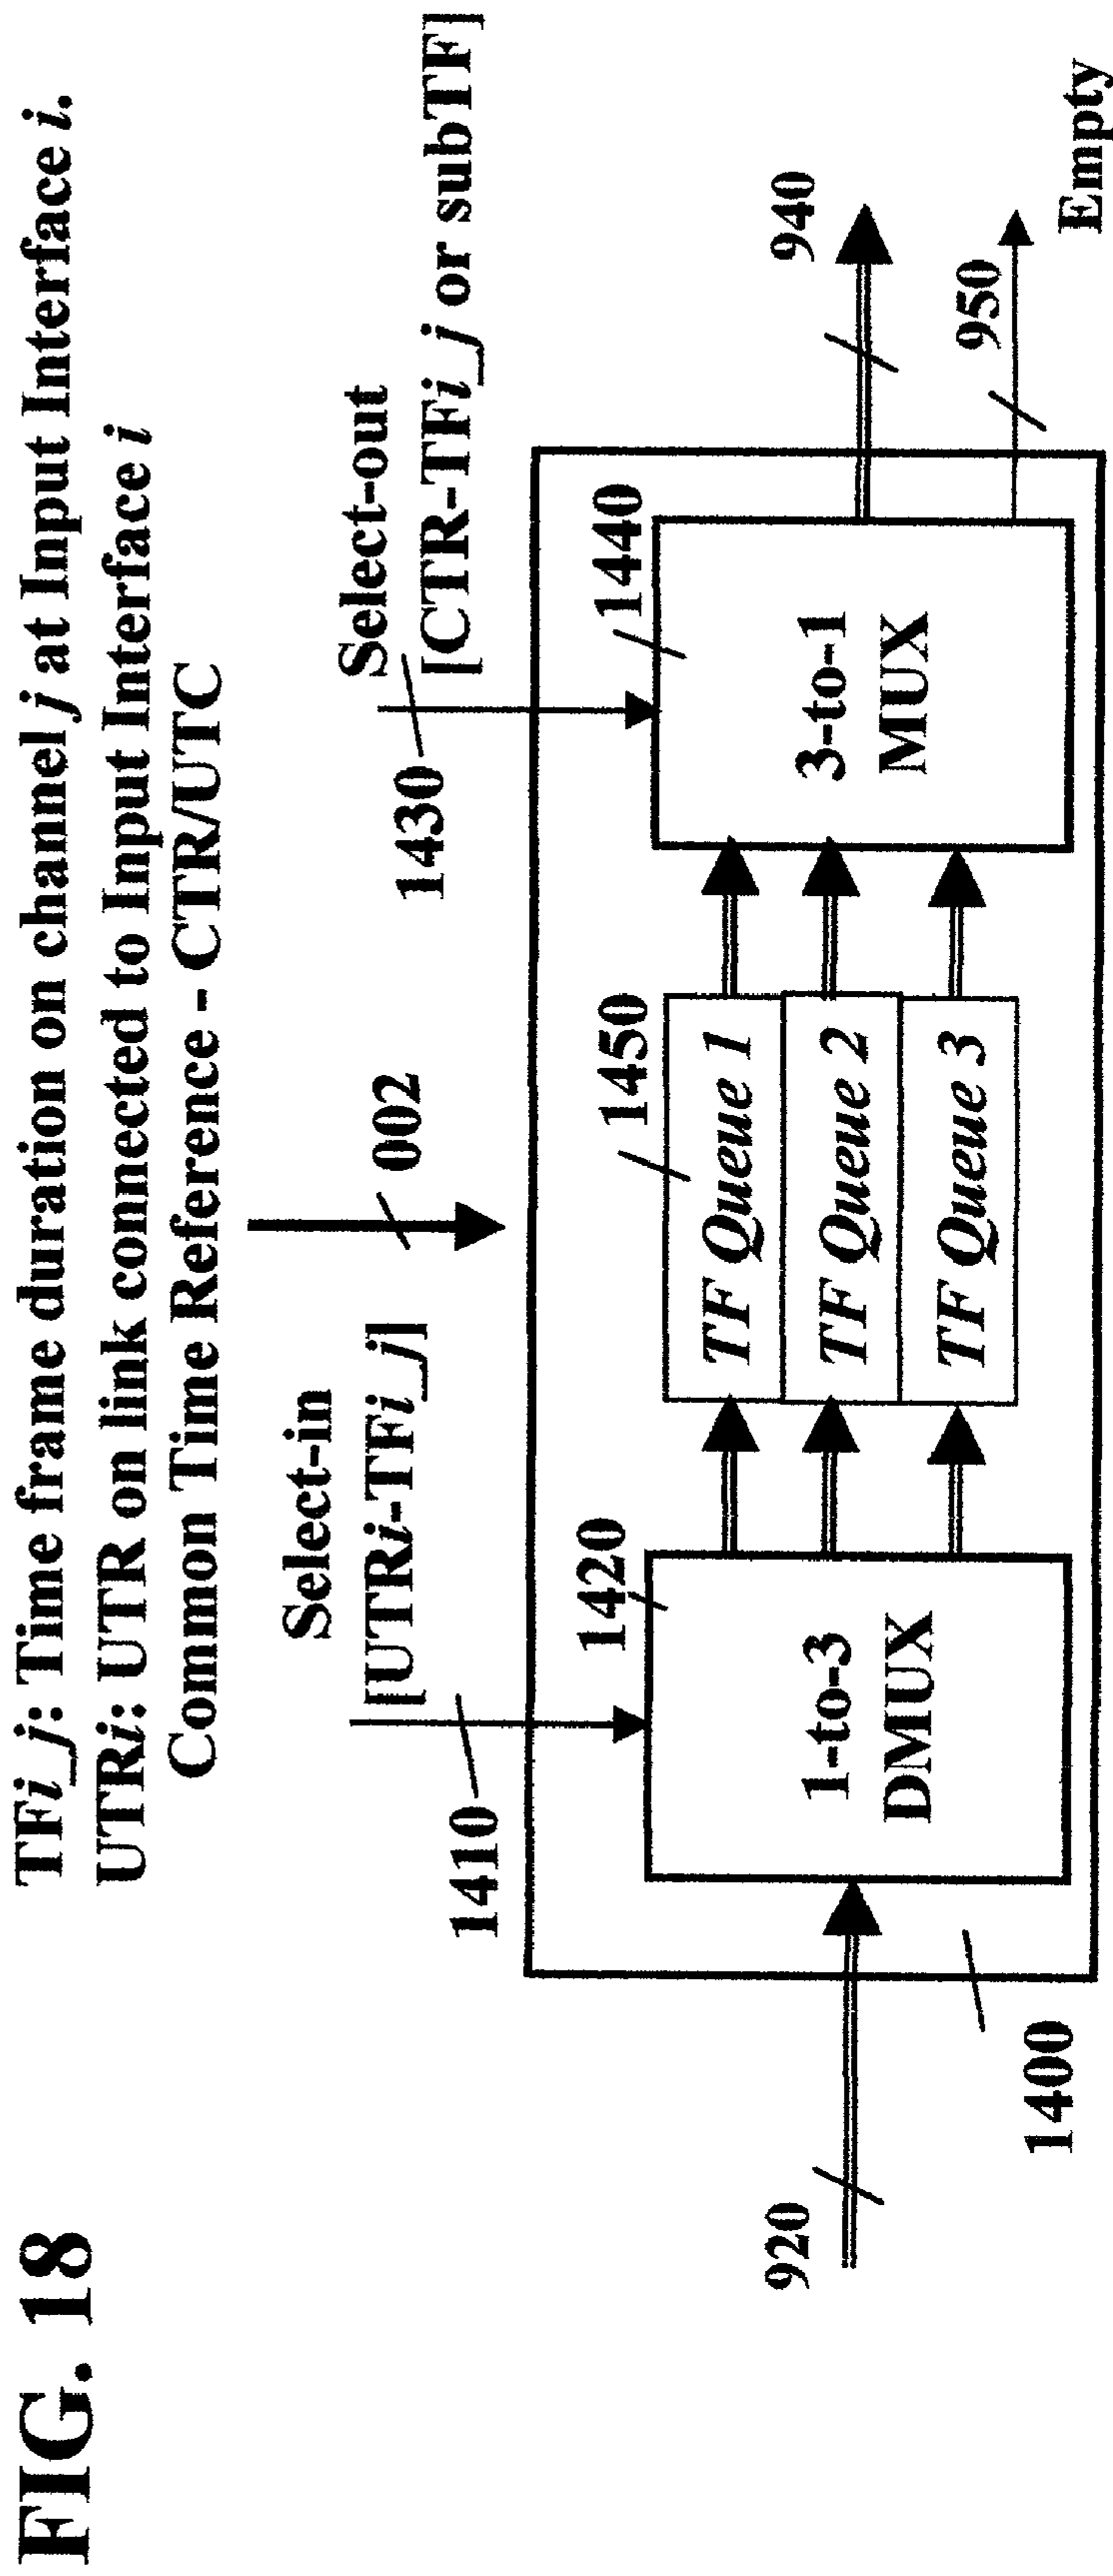 FIG. 18
TFi_j: Time frame duration on channel j at Input Interface i.
UTRi: UTR on link connected to Input Interface i
Common Time Reference - CTR/UTC
Select-in
[UTRi-TFi_j]
1410
002
Select-out
[CTR-TFi_j or subTF]
1430
1420
1450
1440
920
1-to-3
DMUX
TF Queue 1
TF Queue 2
TF Queue 3
3-to-1
MUX
940
950
Empty
1400